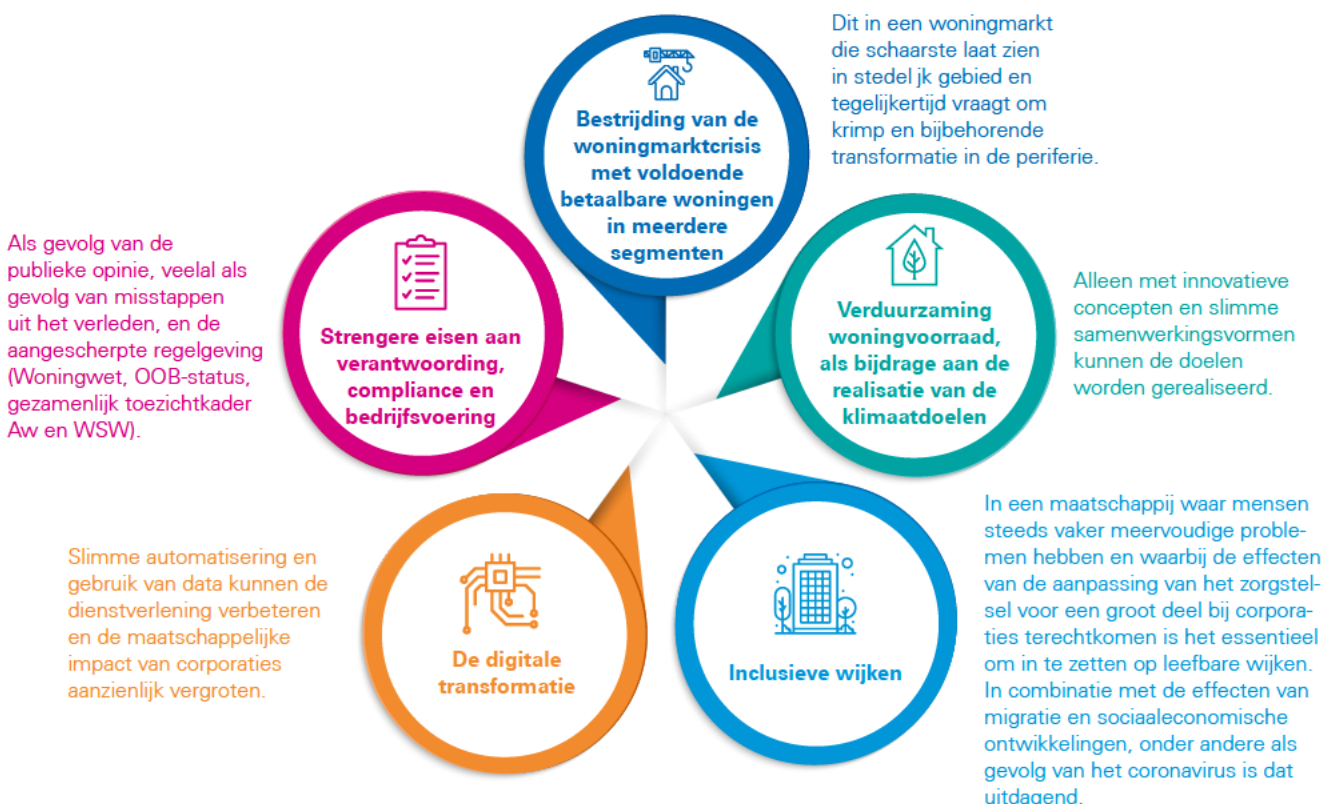 Bestrijding van de
woningmarktcrisis
met voldoende
betaalbare woningen
in meerdere
segmenten
Dit in een woningmarkt
die schaarste laat zien
in stedel jk gebied en
tegelijkertijd vraagt om
krimp en bijbehorende
transformatie in de periferie.
Verduurzaming
woningvoorraad,
als bijdrage aan de
realisatie van de
klimaatdoelen
Alleen met innovatieve
concepten en slimme
samenwerkingsvormen
kunnen de doelen
worden gerealiseerd.
Inclusieve wijken
In een maatschappij waar mensen
steeds vaker meervoudige proble-
men hebben en waarbij de effecten
van de aanpassing van het zorgstel-
sel voor een groot deel bij corpora-
ties terechtkomen is het essentieel
om in te zetten op leefbare wijken.
In combinatie met de effecten van
migratie en sociaaleconomische
ontwikkelingen, onder andere als
gevolg van het coronavirus is dat
uitdagend.
De digitale
transformatie
Slimme automatisering en
gebruik van data kunnen de
dienstverlening verbeteren
en de maatschappelijke
impact van corporaties
aanzienlijk vergroten.
Strengere eisen aan
verantwoording,
compliance en
bedrijfsvoering
Als gevolg van de
publieke opinie, veelal als
gevolg van misstappen
uit het verleden, en de
aangescherpte regelgeving
(Woningwet, OOB-status,
gezamenlijk toezichtkader
Aw en WSW).